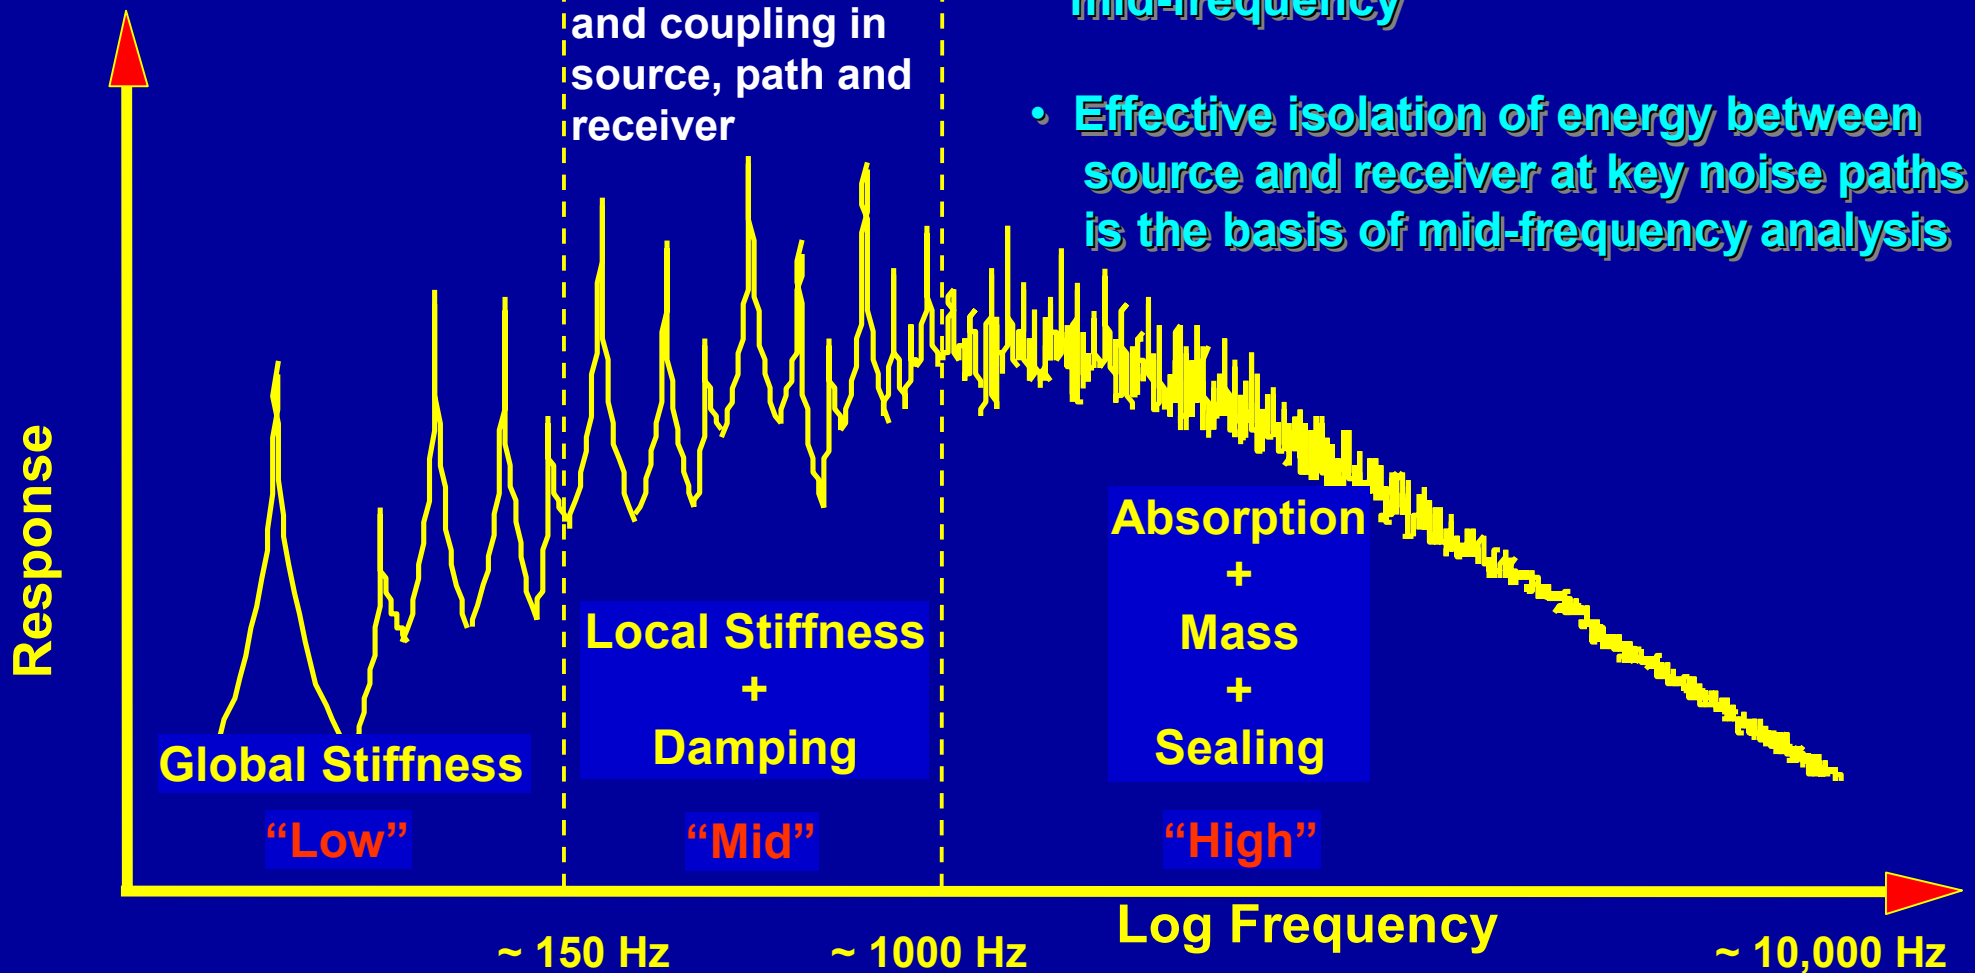 and coupling in
source, path and
receiver
mid-frequency
• Effective isolation of energy between
source and receiver at key noise paths
is the basis of mid-frequency analysis
Response
Global Stiffness
“Low”
Local Stiffness
+
Damping
“Mid”
Absorption
+
Mass
+
Sealing
“High”
Log Frequency
~ 150 Hz
~ 1000 Hz
~ 10,000 Hz